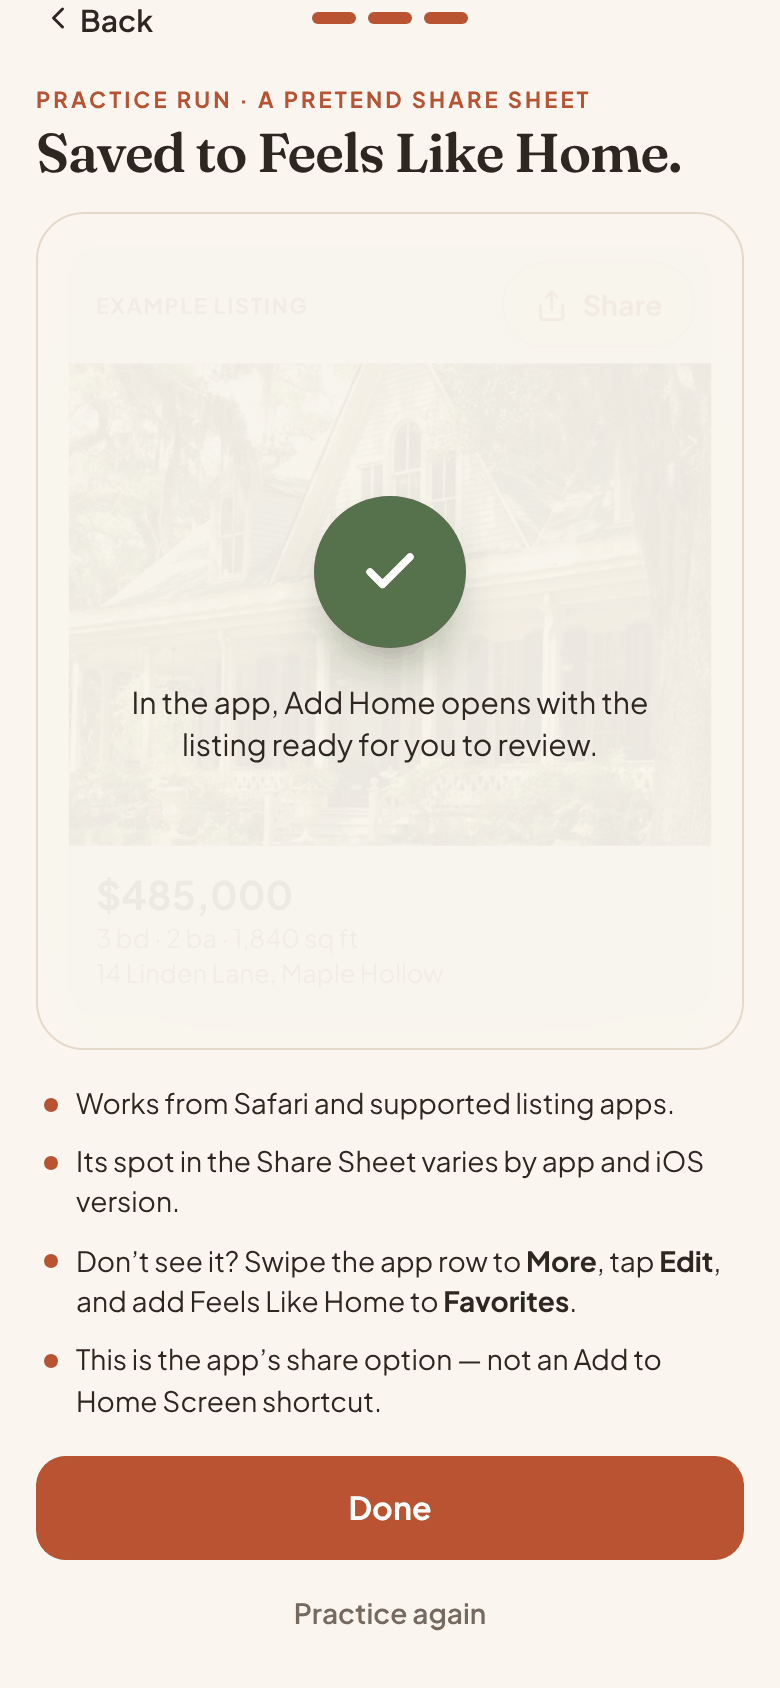 Back
PRACTICE RUN · A PRETEND SHARE SHEET
Saved to Feels Like Home.
EXAMPLE LISTING
Share
In the app, Add Home opens with the
listing ready for you to review.
$485,000
3 bd · 2 ba · 1,840 sq ft
14 Linden Lane, Maple Hollow
Works from Safari and supported listing apps.
Its spot in the Share Sheet varies by app and iOS
version.
Don’t see it? Swipe the app row to More, tap Edit,
and add Feels Like Home to Favorites.
This is the app’s share option — not an Add to
Home Screen shortcut.
Done
Practice again